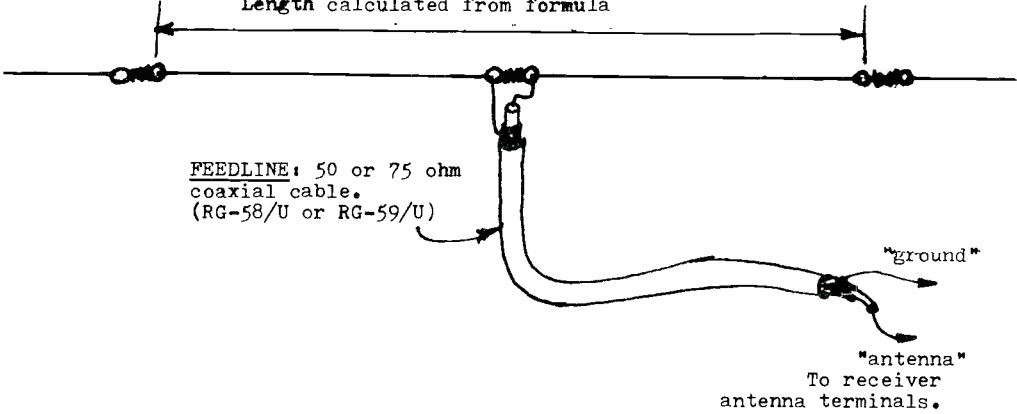 Length calculated from formula
FEEDLINE: 50 or 75 ohm
coaxial cable.
(RG-58/U or RG-59/U)
"ground"
"antenna"
To receiver
antenna terminals.